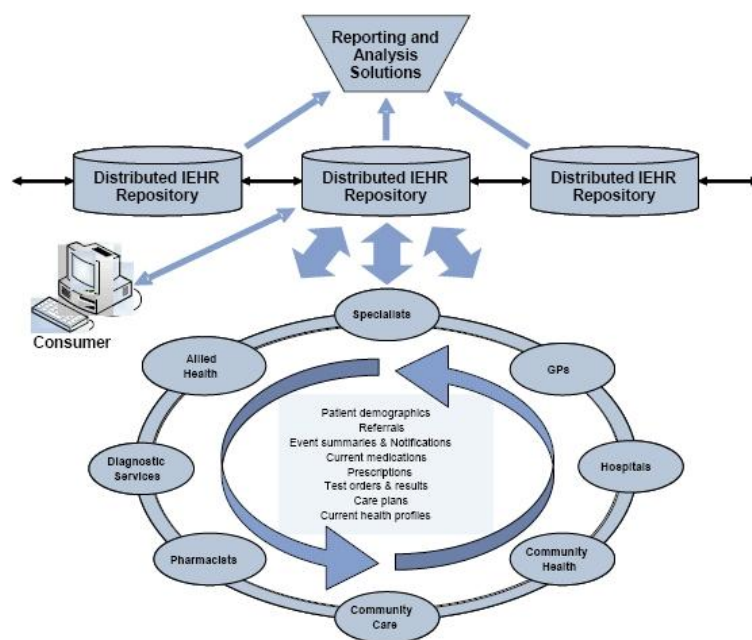 Reporting and
Analysis
Solutions
Distributed IEHR
Repository
Distributed IEHR
Repository
Distributed IEHR
Repository
Consumer
Specialists
Allied
Health
GPs
Patient demographics
Referrals
Event summaries & Notifications
Current medications
Prescriptions
Test orders & results
Care plans
Current health profiles
Diagnostic
Services
Hospitals
Pharmacists
Community
Health
Community
Care